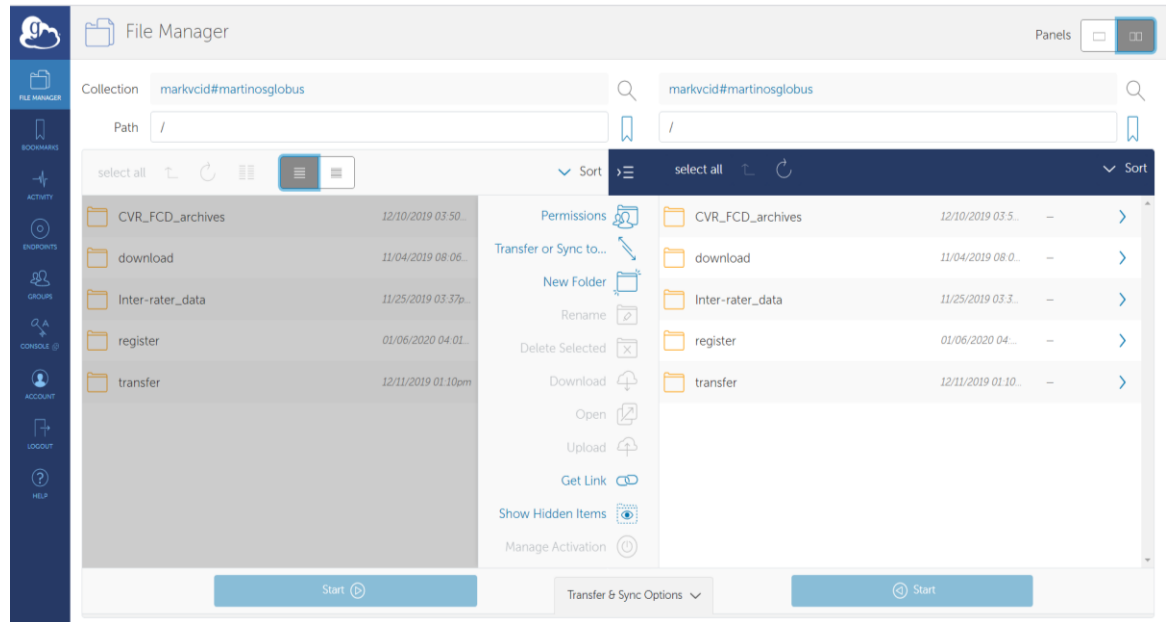 File Manager
Panels
FILE MANAGER
BOOKMARKS
ACTIVITY
ENDPOINTS
GROUPS
CONSOLE
ACCOUNT
LOGOUT
HELP
Collection markvcid#martinosglobus
markvcid#martinosglobus
Path /
/
select all
Sort
select all
Sort
CVR_FCD_archives 12/10/2019 03:50...
download 11/04/2019 08:06...
Inter-rater_data 11/25/2019 03:37p...
register 01/06/2020 04:01...
transfer 12/11/2019 01:10pm
Permissions
Transfer or Sync to...
New Folder
Rename
Delete Selected
Download
Open
Upload
Get Link
Show Hidden Items
Manage Activation
CVR_FCD_archives 12/10/2019 03:5... –
download 11/04/2019 08:0... –
Inter-rater_data 11/25/2019 03:3... –
register 01/06/2020 04:... –
transfer 12/11/2019 01:10... –
Start
Transfer & Sync Options
Start